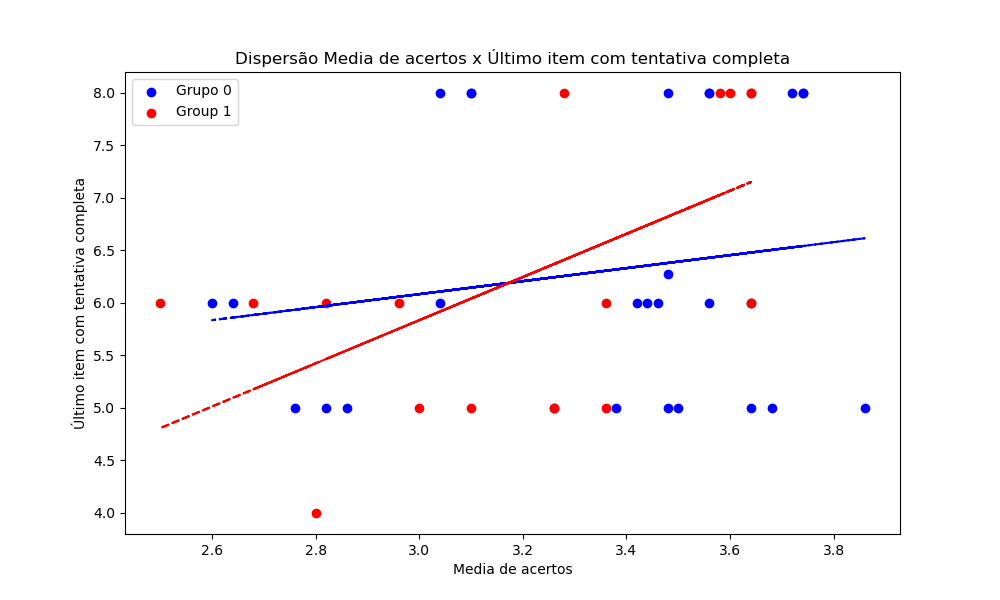 Dispersão Media de acertos x Último item com tentativa completa
Grupo 0
Group 1
Último item com tentativa completa
8.0
7.5
7.0
6.5
6.0
5.5
5.0
4.5
4.0
2.6 2.8 3.0 3.2 3.4 3.6 3.8
Media de acertos